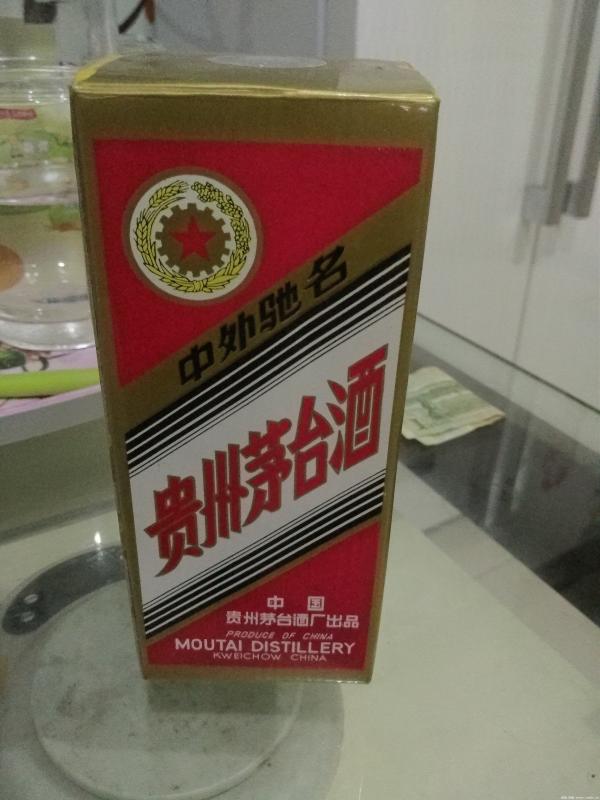 中外驰名
贵州茅台酒
中国
贵州茅台酒厂出品
PRODUCE OF CHINA
MOUTAI DISTILLERY
KWEICHOW CHINA